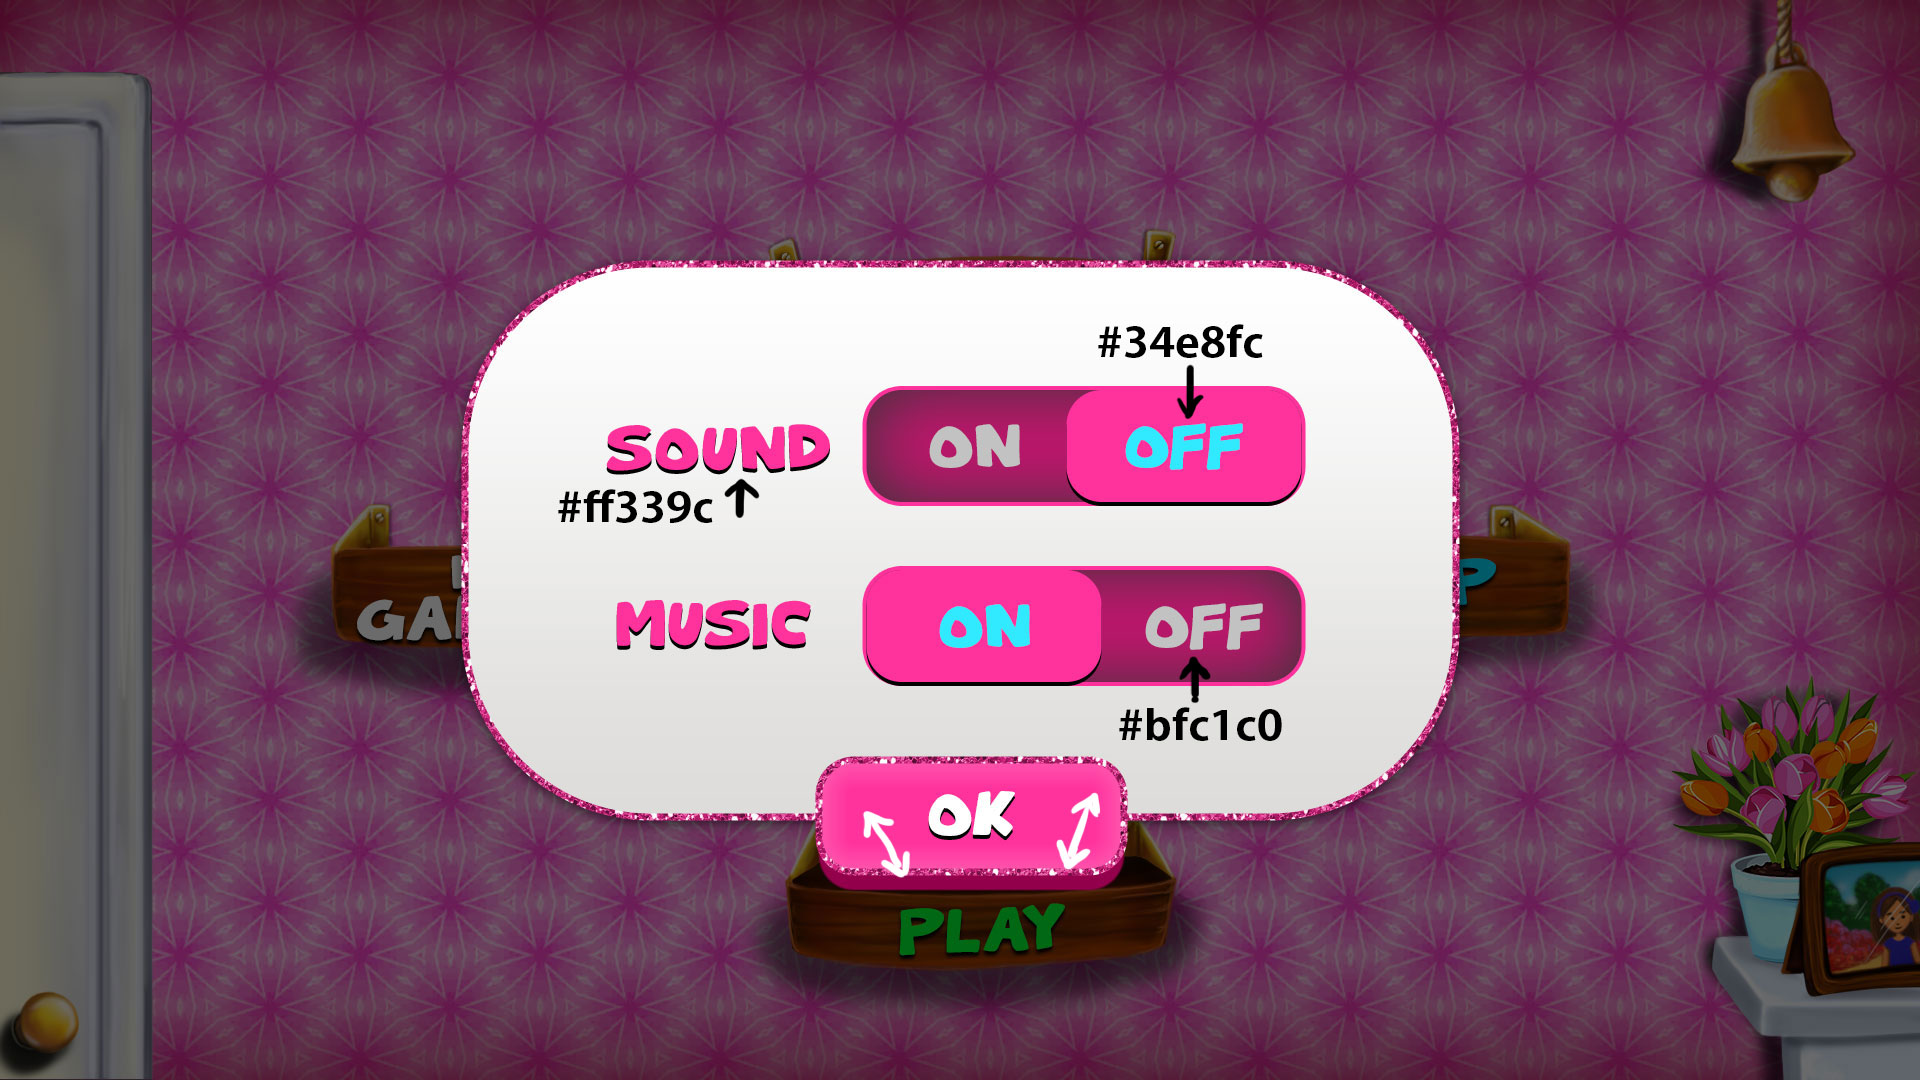 #34e8fc
SOUND ON OFF
#ff339c
MUSIC ON OFF
#bfc1c0
OK
PLAY